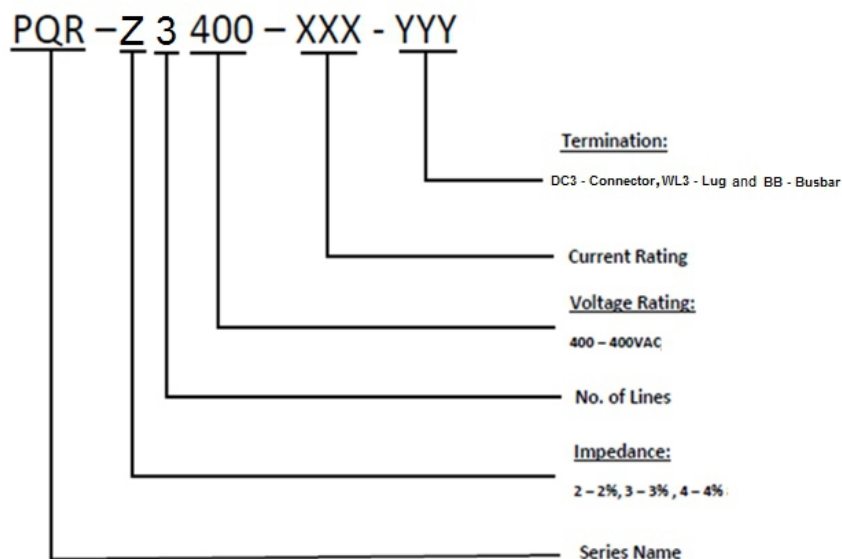 PQR –Z 3 400 – XXX - YYY
Termination:
DC3 - Connector, WL3 - Lug and BB - Busbar
Current Rating
Voltage Rating:
400 – 400VAC
No. of Lines
Impedance:
2 – 2%, 3 – 3% , 4 – 4%
Series Name